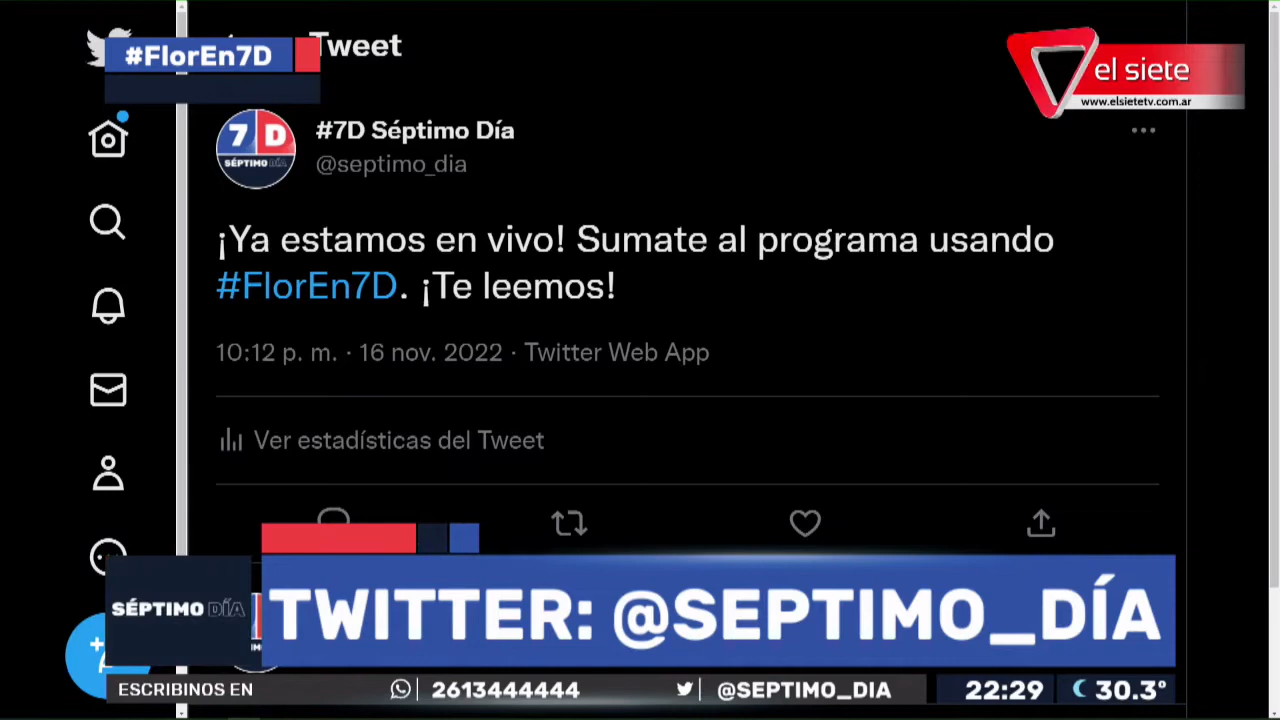 #FlorEn7D
Tweet
el siete
www.elsietetv.com.ar
7 D
SÉPTIMO DÍA
#7D Séptimo Día
@septimo_dia
¡Ya estamos en vivo! Sumate al programa usando
#FlorEn7D. ¡Te leemos!
10:12 p. m. · 16 nov. 2022 · Twitter Web App
Ver estadísticas del Tweet
SÉPTIMO DÍA
TWITTER: @SEPTIMO_DÍA
ESCRIBINOS EN
2613444444
@SEPTIMO_DIA
22:29
30.3°